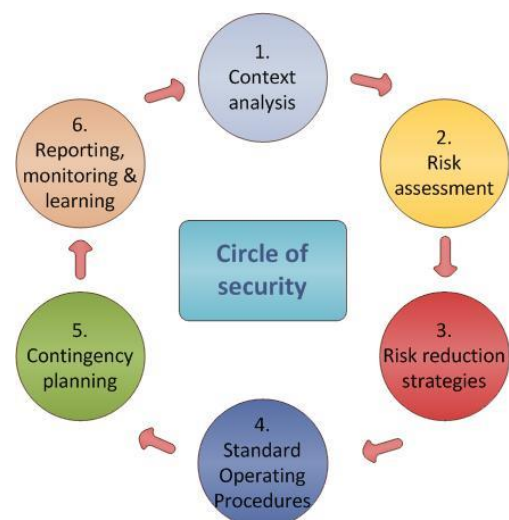 1.
Context
analysis
2.
Risk
assessment
3.
Risk reduction
strategies
4.
Standard
Operating
Procedures
5.
Contingency
planning
6.
Reporting,
monitoring &
learning
Circle of
security